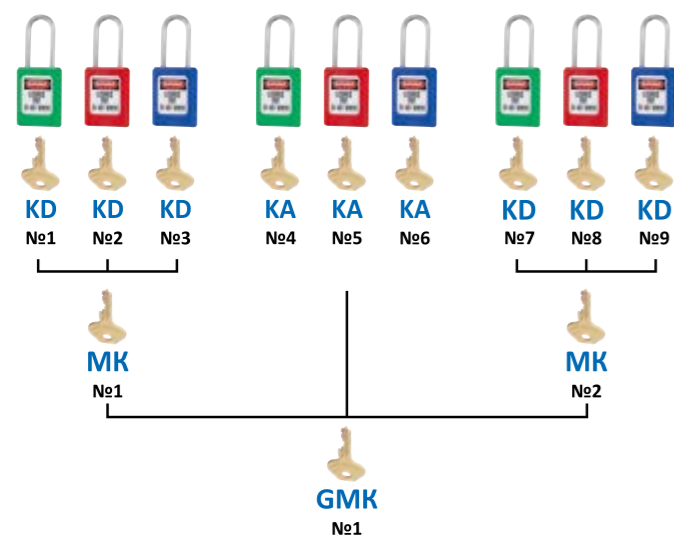 KD KD KD KA KA KA KD KD KD
№1 №2 №3 №4 №5 №6 №7 №8 №9
MK MK
№1 №2
GMK
№1